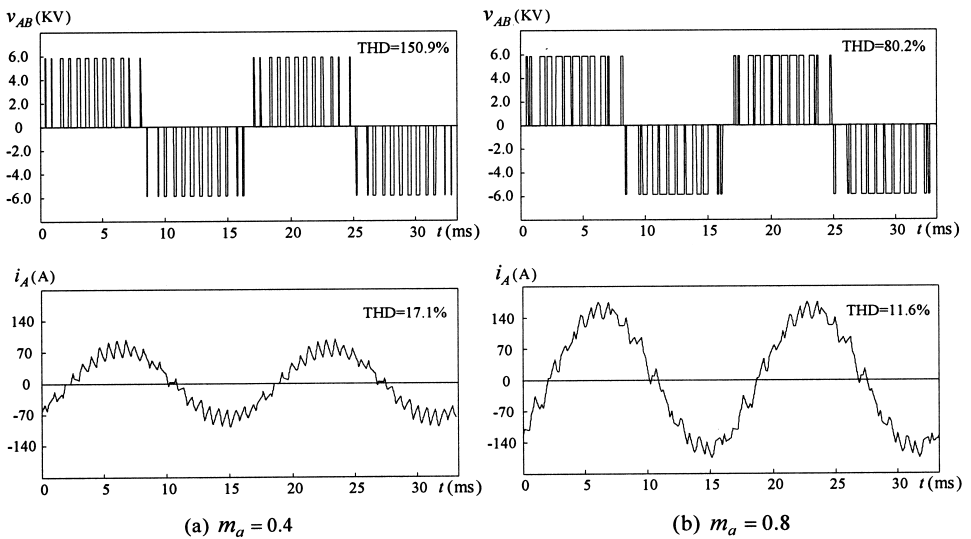 v_AB (KV)
THD=150.9%
6.0
4.0
2.0
0
-2.0
-4.0
6.0
0 5 10 15 20 25 30 t (ms)
v_AB (KV)
THD=80.2%
6.0
4.0
2.0
0
-2.0
-4.0
-6.0
0 5 10 15 20 25 30 t (ms)
i_A (A)
THD=17.1%
140
70
0
-70
-140
0 5 10 15 20 25 30 t (ms)
i_A (A)
THD=11.6%
140
70
0
-70
-140
0 5 10 15 20 25 30 t (ms)
(a) m_a = 0.4
(b) m_a = 0.8